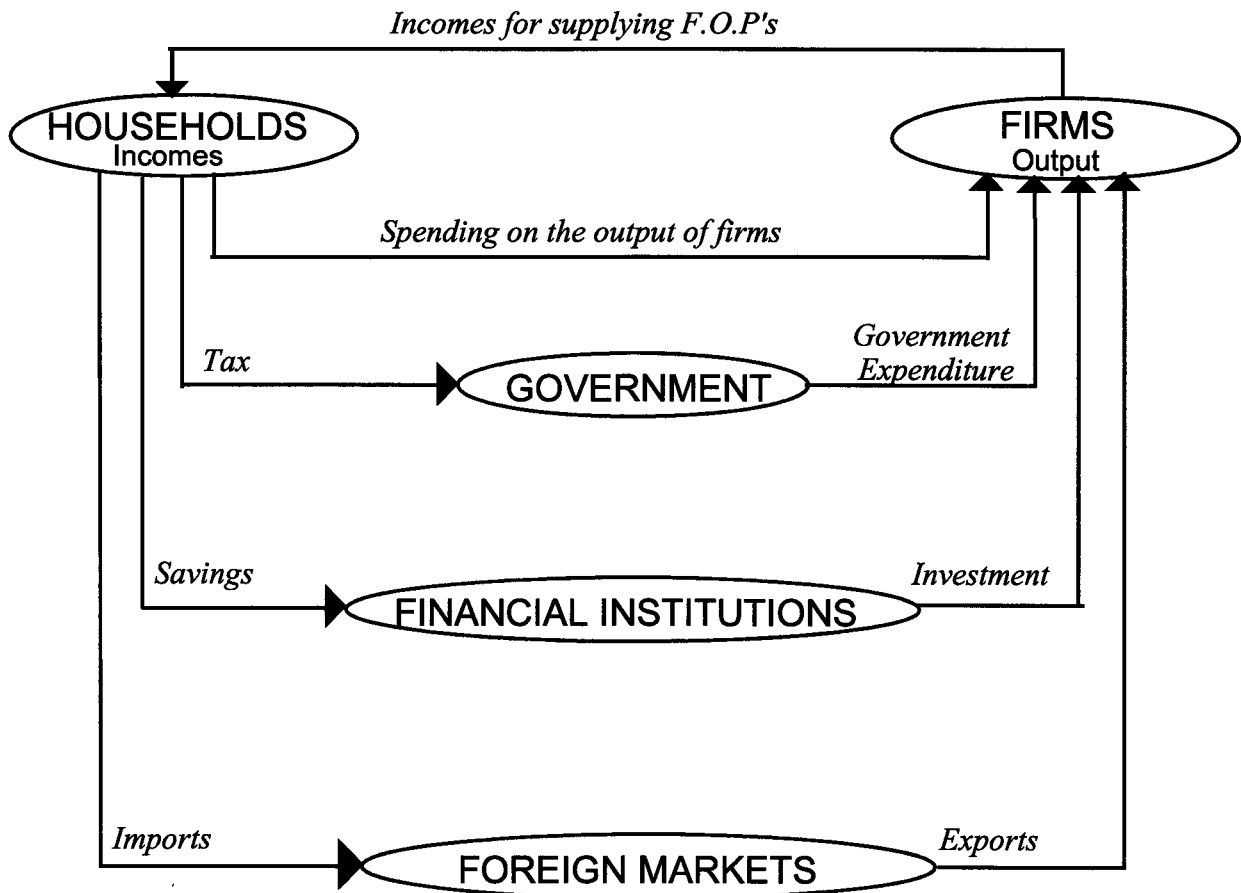 Incomes for supplying F.O.P's
HOUSEHOLDS
Incomes
FIRMS
Output
Spending on the output of firms
Tax
GOVERNMENT
Government
Expenditure
Savings
FINANCIAL INSTITUTIONS
Investment
Imports
FOREIGN MARKETS
Exports